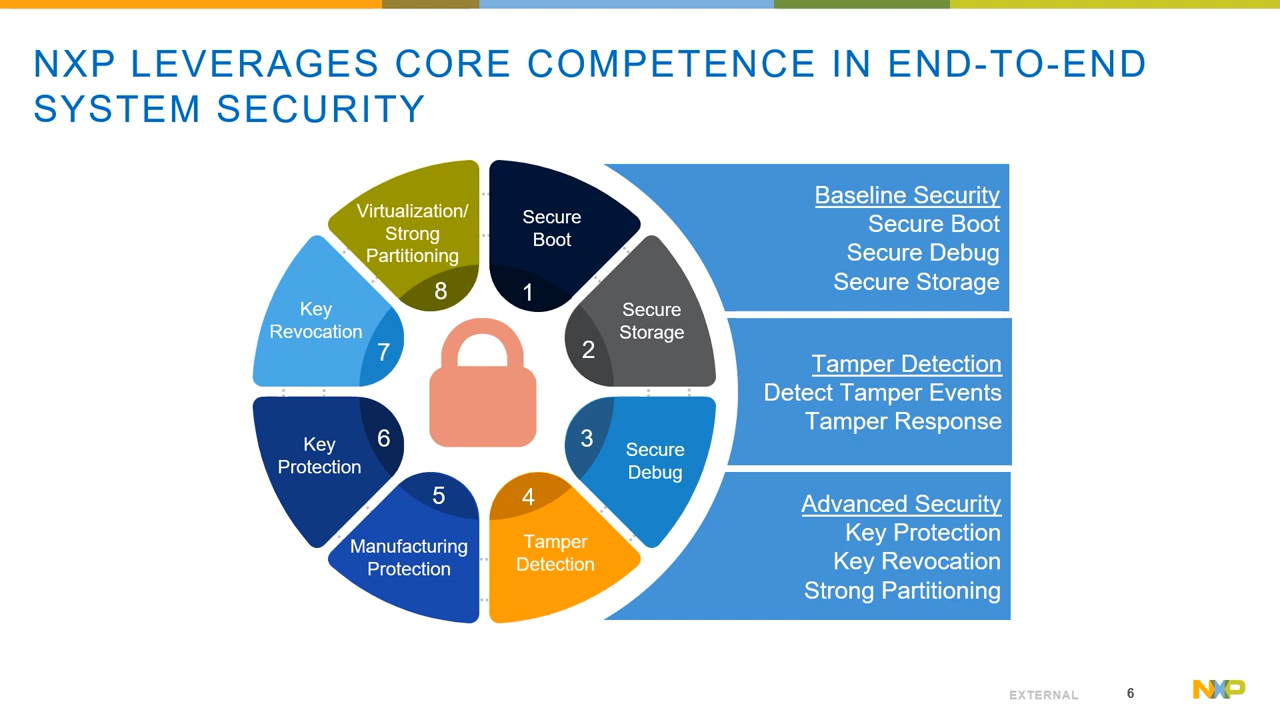 NXP LEVERAGES CORE COMPETENCE IN END-TO-END
SYSTEM SECURITY
Secure
Boot
1
Secure
Storage
2
Secure
Debug
3
Tamper
Detection
4
Manufacturing
Protection
5
Key
Protection
6
Key
Revocation
7
Virtualization/
Strong
Partitioning
8
Baseline Security
Secure Boot
Secure Debug
Secure Storage
Tamper Detection
Detect Tamper Events
Tamper Response
Advanced Security
Key Protection
Key Revocation
Strong Partitioning
EXTERNAL
6
NXP